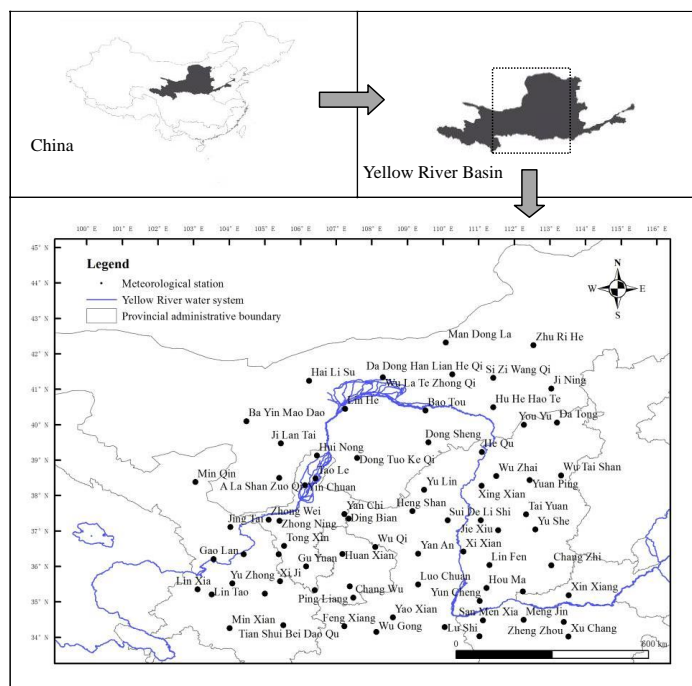 China
Yellow River Basin
100° E 101° E 102° E 103° E 104° E 105° E 106° E 107° E 108° E 109° E 110° E 111° E 112° E 113° E 114° E 115° E 116° E
45° N
44° N
43° N
42° N
41° N
40° N
39° N
38° N
37° N
36° N
35° N
34° N
Legend
Meteorological station
Yellow River water system
Provincial administrative boundary
N
W E
S
Man Dong La
Zhu Ri He
Da Dong Han Lian He Qi
Hai Li Su
Wu La Te Zhong Qi
Si Zi Wang Qi
Ji Ning
Lin He
Bao Tou
Hu He Hao Te
Ba Yin Mao Dao
You Yu
Da Tong
Ji Lan Tai
Dong Sheng
He Qu
Hui Nong
Dong Tuo Ke Qi
Min Qin
Tao Le
Wu Zhai
Wu Tai Shan
A La Shan Zuo Qi
Yin Chuan
Yu Lin
Xing Xian
Yuan Ping
Yan Chi
Heng Shan
Zhong Wei
Ding Bian
Sui De Li Shi
Tai Yuan
Jing Tai
Zhong Ning
Jie Xiu
Yu She
Tong Xin
Wu Qi
Gao Lan
Huan Xian
Yan An
Xi Xian
Gu Yuan
Lin Fen
Chang Zhi
Lin Xia
Yu Zhong
Xi Ji
Luo Chuan
Hou Ma
Lin Tao
Ping Liang
Chang Wu
Yun Cheng
Xin Xiang
Min Xian
Feng Xiang
Yao Xian
San Men Xia
Meng Jin
Tian Shui Bei Dao Qu
Wu Gong
Lu Shi
Zheng Zhou
Xu Chang
0 600 km